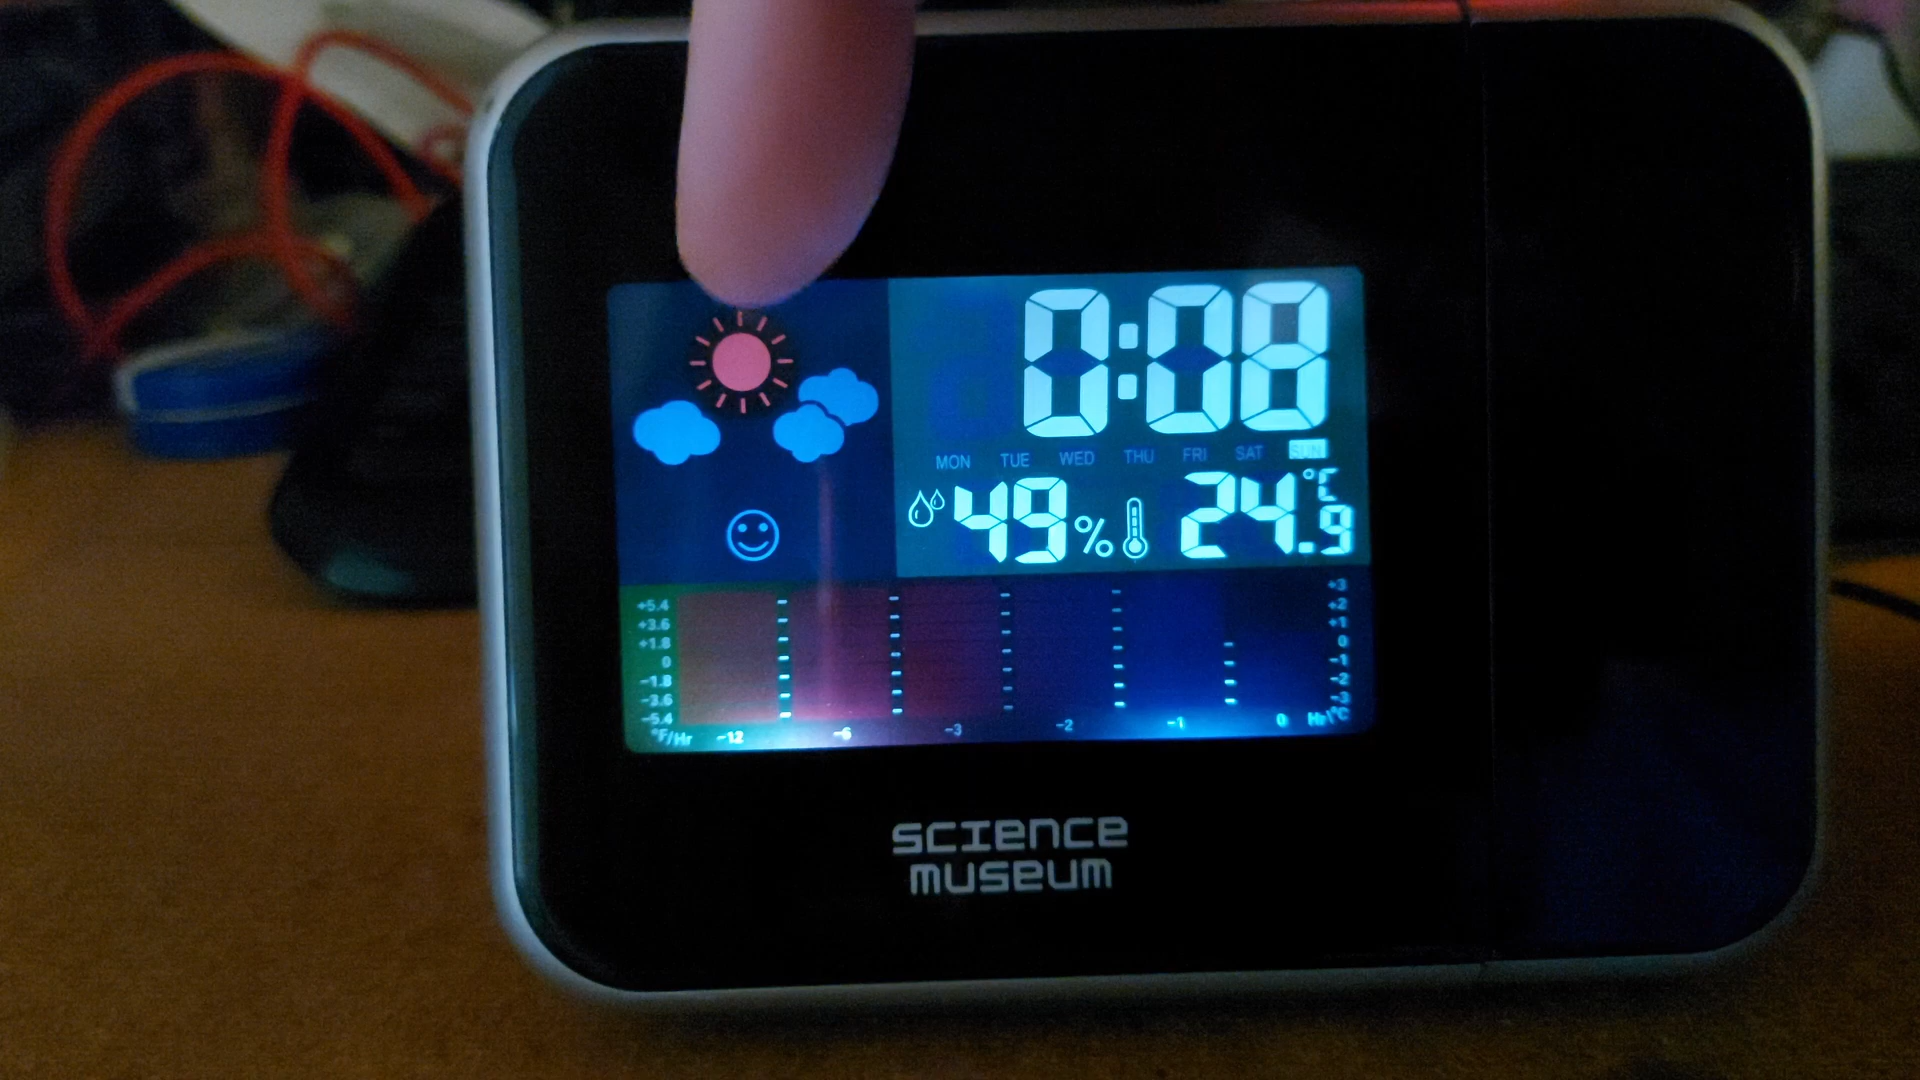 0:08
MON TUE WED THU FRI SAT SUN
49% 24.9°C
+5.4 +3
+3.6 +2
+1.8 +1
0 0
-1.8 -1
-3.6 -2
-5.4 -3
°F/Hr -12 -6 -3 -2 -1 0 Hr\°C
science
museum